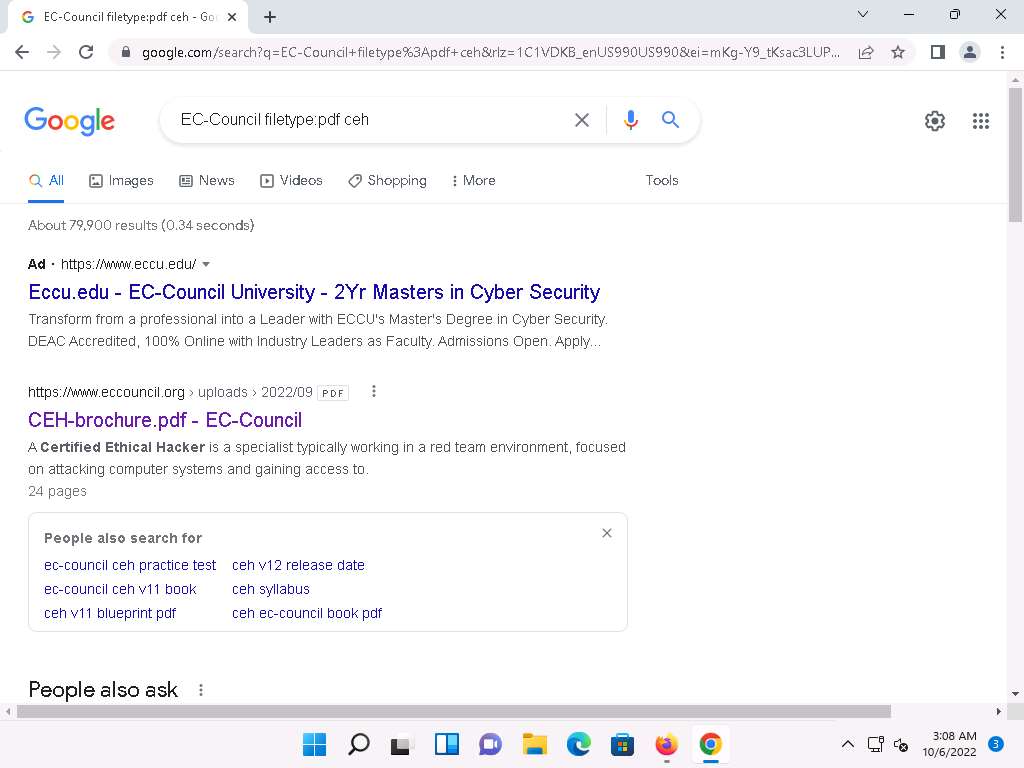 EC-Council filetype:pdf ceh - Goo
google.com/search?q=EC-Council+filetype%3Apdf+ceh&rlz=1C1VDKB_enUS990US990&ei=mKg-Y9_tKsac3LUP...
Google
EC-Council filetype:pdf ceh
All Images News Videos Shopping More Tools
About 79,900 results (0.34 seconds)
Ad · https://www.eccu.edu/
Eccu.edu - EC-Council University - 2Yr Masters in Cyber Security
Transform from a professional into a Leader with ECCU's Master's Degree in Cyber Security.
DEAC Accredited, 100% Online with Industry Leaders as Faculty. Admissions Open. Apply...
https://www.eccouncil.org › uploads › 2022/09 PDF
CEH-brochure.pdf - EC-Council
A Certified Ethical Hacker is a specialist typically working in a red team environment, focused
on attacking computer systems and gaining access to.
24 pages
People also search for
ec-council ceh practice test ceh v12 release date
ec-council ceh v11 book ceh syllabus
ceh v11 blueprint pdf ceh ec-council book pdf
People also ask
3:08 AM
10/6/2022
3